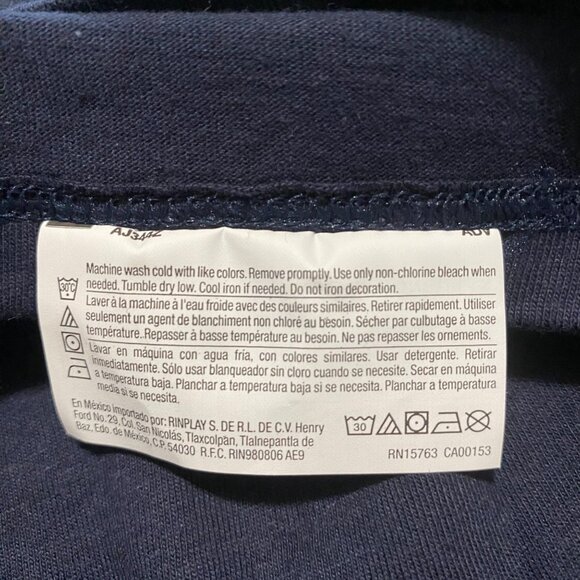 AJ3442 ADV
Machine wash cold with like colors. Remove promptly. Use only non-chlorine bleach when
needed. Tumble dry low. Cool iron if needed. Do not iron decoration.
30°C
Laver à la machine à l'eau froide avec des couleurs similaires. Retirer rapidement. Utiliser
seulement un agent de blanchiment non chloré au besoin. Sécher par culbutage à basse
température. Repasser à basse température au besoin. Ne pas repasser les ornements.
Lavar en máquina con agua fría, con colores similares. Usar detergente. Retirar
inmediatamente. Sólo usar blanqueador sin cloro cuando se necesite. Secar en máquina
a temperatura baja. Planchar a temperatura baja si se necesita. Planchar a temperatura
media si se necesita.
En México Importado por: RINPLAY S. DE R.L. DE C.V. Henry
Ford No. 29, Col. San Nicolás, Tlaxcolpan, Tlalnepantla de
Baz. Edo. de México, C.P. 54030 R.F.C. RIN980806 AE9
30
RN15763 CA00153